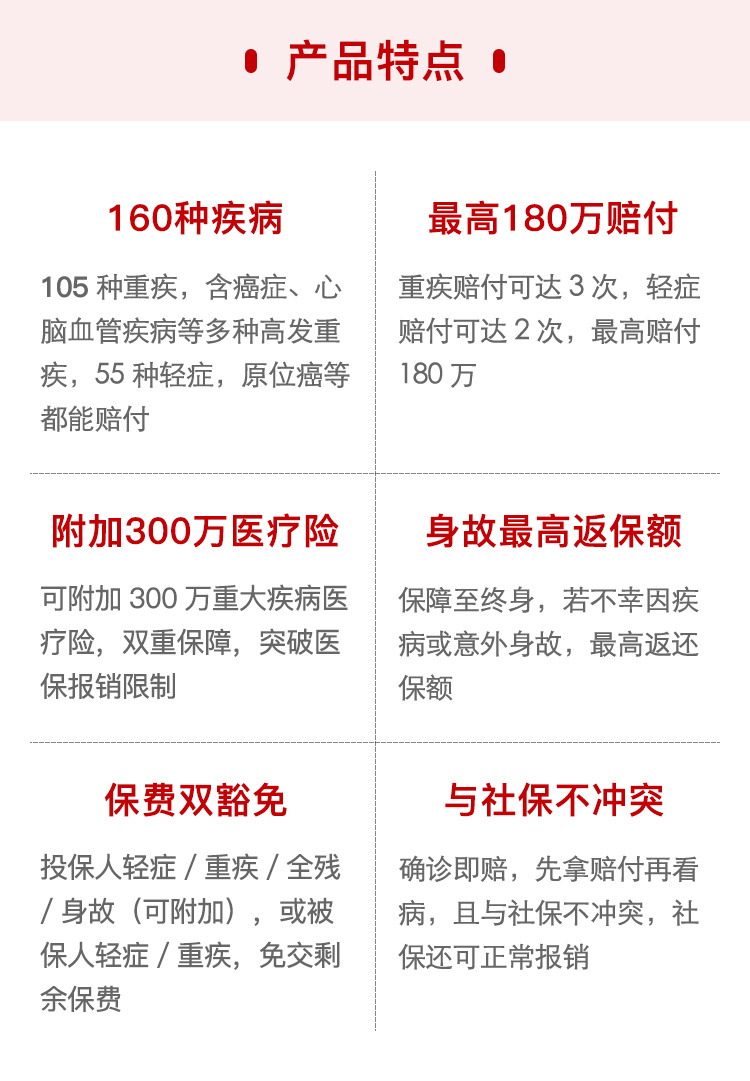 产品特点
160种疾病
105 种重疾，含癌症、心
脑血管疾病等多种高发重
疾，55 种轻症，原位癌等
都能赔付
最高180万赔付
重疾赔付可达 3 次，轻症
赔付可达 2 次，最高赔付
180 万
附加300万医疗险
可附加 300 万重大疾病医
疗险，双重保障，突破医
保报销限制
身故最高返保额
保障至终身，若不幸因疾
病或意外身故，最高返还
保额
保费双豁免
投保人轻症 / 重疾 / 全残
/ 身故（可附加），或被
保人轻症 / 重疾，免交剩
余保费
与社保不冲突
确诊即赔，先拿赔付再看
病，且与社保不冲突，社
保还可正常报销